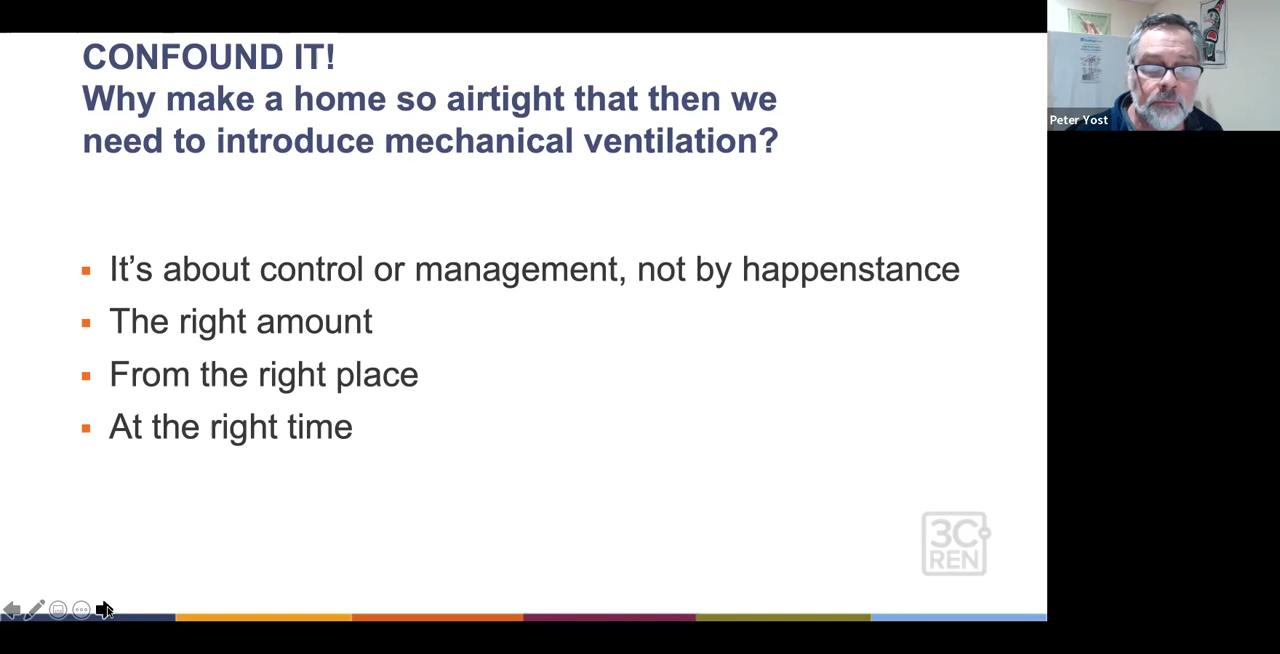 CONFOUND IT!
Why make a home so airtight that then we
need to introduce mechanical ventilation?
▪ It’s about control or management, not by happenstance
▪ The right amount
▪ From the right place
▪ At the right time
3C
REN
Peter Yost